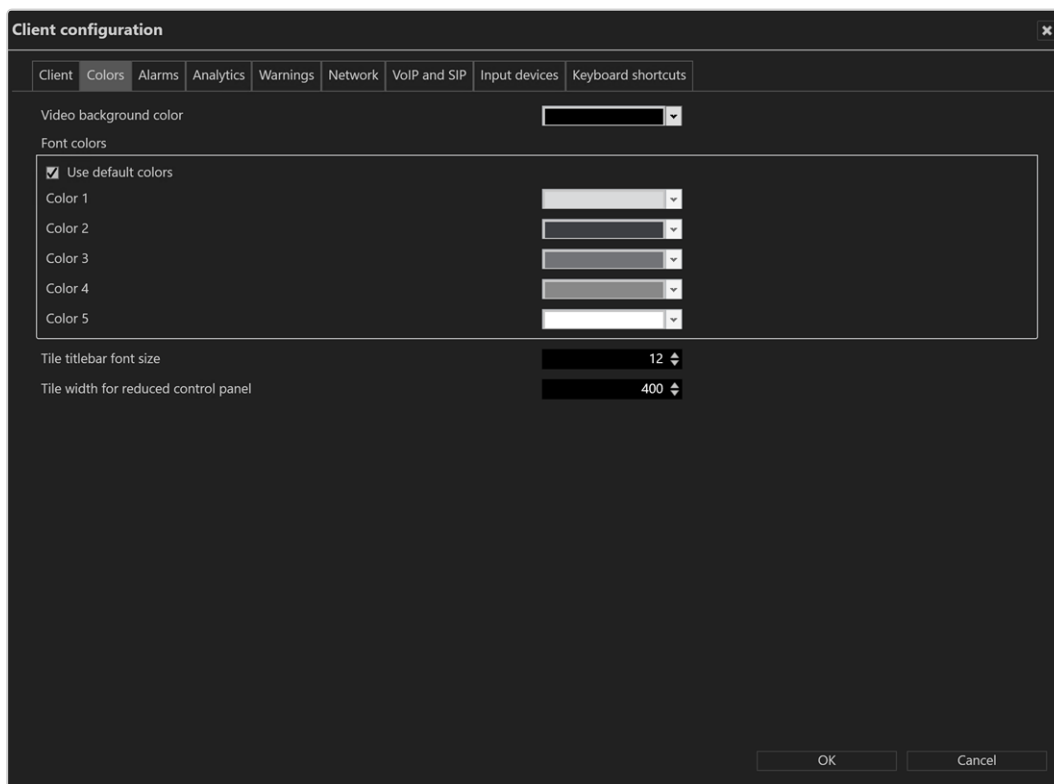 Client configuration
Client Colors Alarms Analytics Warnings Network VoIP and SIP Input devices Keyboard shortcuts
Video background color
Font colors
Use default colors
Color 1
Color 2
Color 3
Color 4
Color 5
Tile titlebar font size 12
Tile width for reduced control panel 400
OK Cancel